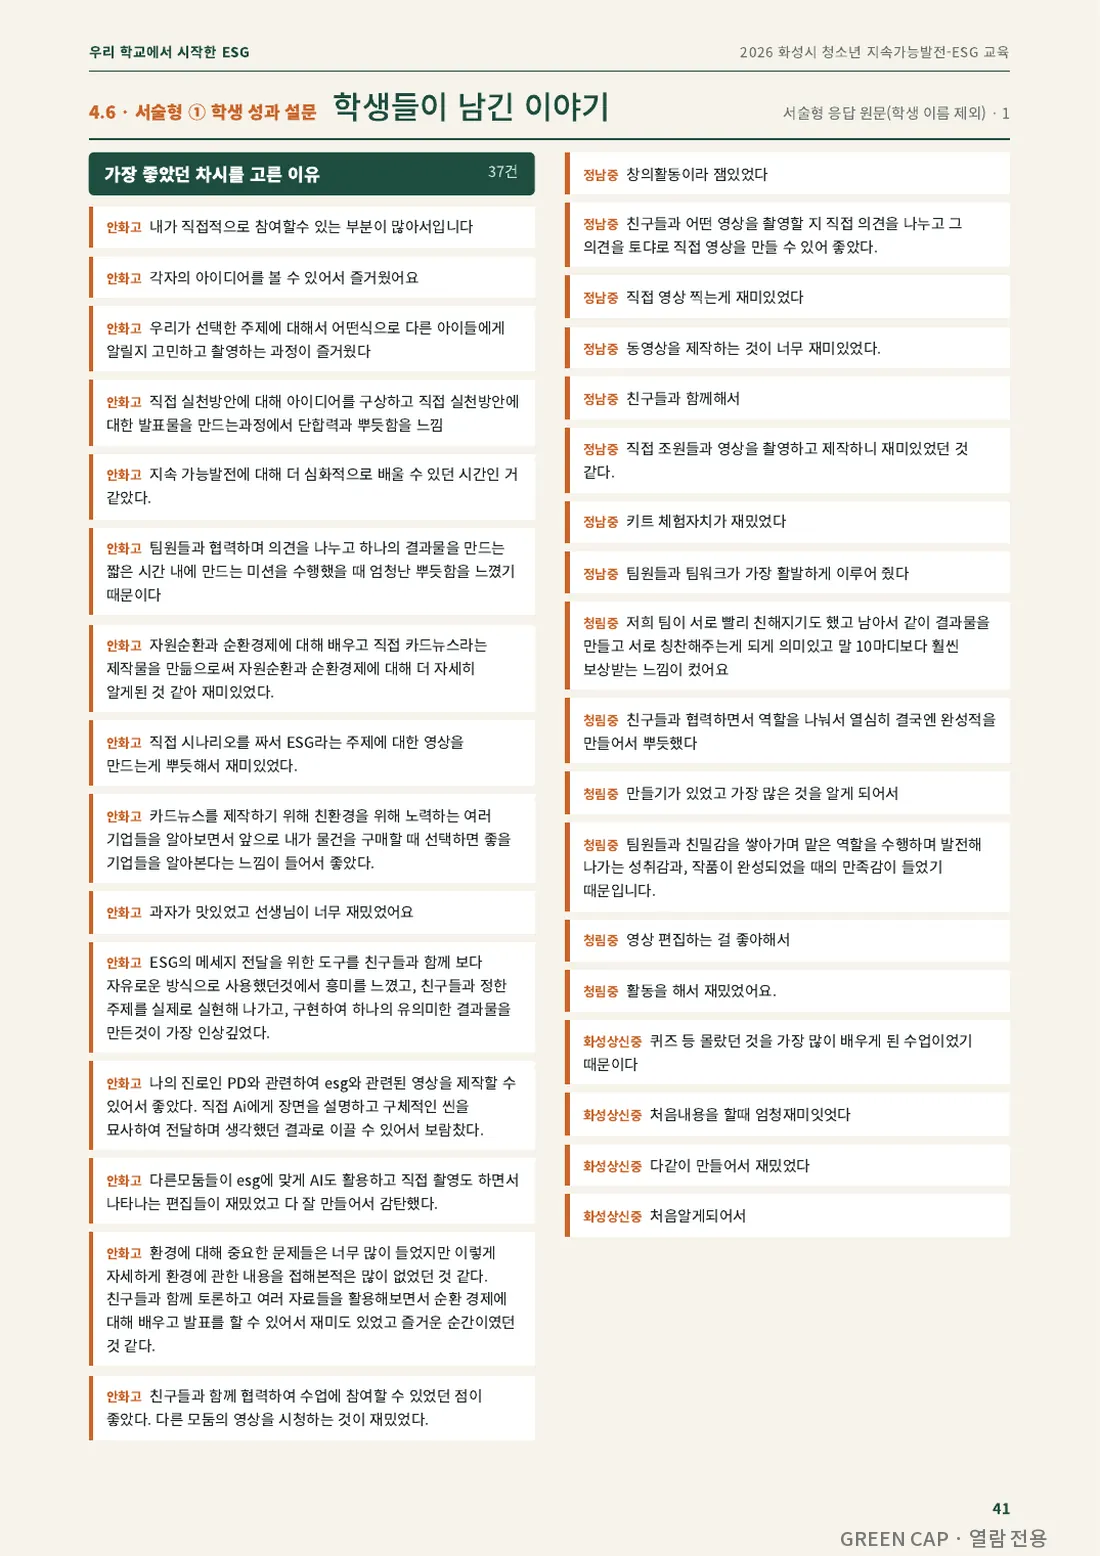 우리 학교에서 시작한 ESG
2026 화성시 청소년 지속가능발전-ESG 교육
4.6 · 서술형 ① 학생 성과 설문 학생들이 남긴 이야기
서술형 응답 원문(학생 이름 제외) · 1
가장 좋았던 차시를 고른 이유 37건
안화고 내가 직접적으로 참여할수 있는 부분이 많아서입니다
안화고 각자의 아이디어를 볼 수 있어서 즐거웠어요
안화고 우리가 선택한 주제에 대해서 어떤식으로 다른 아이들에게
알릴지 고민하고 촬영하는 과정이 즐거웠다
안화고 직접 실천방안에 대해 아이디어를 구상하고 직접 실천방안에
대한 발표물을 만드는과정에서 단합력과 뿌듯함을 느낌
안화고 지속 가능발전에 대해 더 심화적으로 배울 수 있던 시간인 거
같았다.
안화고 팀원들과 협력하며 의견을 나누고 하나의 결과물을 만드는
짧은 시간 내에 만드는 미션을 수행했을 때 엄청난 뿌듯함을 느꼈기
때문이다
안화고 자원순환과 순환경제에 대해 배우고 직접 카드뉴스라는
제작물을 만듦으로써 자원순환과 순환경제에 대해 더 자세히
알게된 것 같아 재미있었다.
안화고 직접 시나리오를 짜서 ESG라는 주제에 대한 영상을
만드는게 뿌듯해서 재미있었다.
안화고 카드뉴스를 제작하기 위해 친환경을 위해 노력하는 여러
기업들을 알아보면서 앞으로 내가 물건을 구매할 때 선택하면 좋을
기업들을 알아본다는 느낌이 들어서 좋았다.
안화고 과자가 맛있었고 선생님이 너무 재밌었어요
안화고 ESG의 메세지 전달을 위한 도구를 친구들과 함께 보다
자유로운 방식으로 사용했던것에서 흥미를 느꼈고, 친구들과 정한
주제를 실제로 실현해 나가고, 구현하여 하나의 유의미한 결과물을
만든것이 가장 인상깊었다.
안화고 나의 진로인 PD와 관련하여 esg와 관련된 영상을 제작할 수
있어서 좋았다. 직접 Ai에게 장면을 설명하고 구체적인 씬을
묘사하여 전달하며 생각했던 결과로 이끌 수 있어서 보람찼다.
안화고 다른모둠들이 esg에 맞게 AI도 활용하고 직접 촬영도 하면서
나타나는 편집들이 재밌었고 다 잘 만들어서 감탄했다.
안화고 환경에 대해 중요한 문제들은 너무 많이 들었지만 이렇게
자세하게 환경에 관한 내용을 접해본적은 많이 없었던 것 같다.
친구들과 함께 토론하고 여러 자료들을 활용해보면서 순환 경제에
대해 배우고 발표를 할 수 있어서 재미도 있었고 즐거운 순간이였던
것 같다.
안화고 친구들과 함께 협력하여 수업에 참여할 수 있었던 점이
좋았다. 다른 모둠의 영상을 시청하는 것이 재밌었다.
정남중 창의활동이라 잼있었다
정남중 친구들과 어떤 영상을 촬영할 지 직접 의견을 나누고 그
의견을 토댜로 직접 영상을 만들 수 있어 좋았다.
정남중 직접 영상 찍는게 재미있었다
정남중 동영상을 제작하는 것이 너무 재미있었다.
정남중 친구들과 함께해서
정남중 직접 조원들과 영상을 촬영하고 제작하니 재미있었던 것
같다.
정남중 키트 체험자치가 재밌었다
정남중 팀원들과 팀워크가 가장 활발하게 이루어 줬다
청림중 저희 팀이 서로 빨리 친해지기도 했고 남아서 같이 결과물을
만들고 서로 칭찬해주는게 되게 의미있고 말 10마디보다 훨씬
보상받는 느낌이 컸어요
청림중 친구들과 협력하면서 역할을 나눠서 열심히 결국엔 완성적을
만들어서 뿌듯했다
청림중 만들기가 있었고 가장 많은 것을 알게 되어서
청림중 팀원들과 친밀감을 쌓아가며 맡은 역할을 수행하며 발전해
나가는 성취감과, 작품이 완성되었을 때의 만족감이 들었기
때문입니다.
청림중 영상 편집하는 걸 좋아해서
청림중 활동을 해서 재밌었어요.
화성상신중 퀴즈 등 몰랐던 것을 가장 많이 배우게 된 수업이었기
때문이다
화성상신중 처음내용을 할때 엄청재미잇엇다
화성상신중 다같이 만들어서 재밌었다
화성상신중 처음알게되어서
41
GREEN CAP · 열람 전용